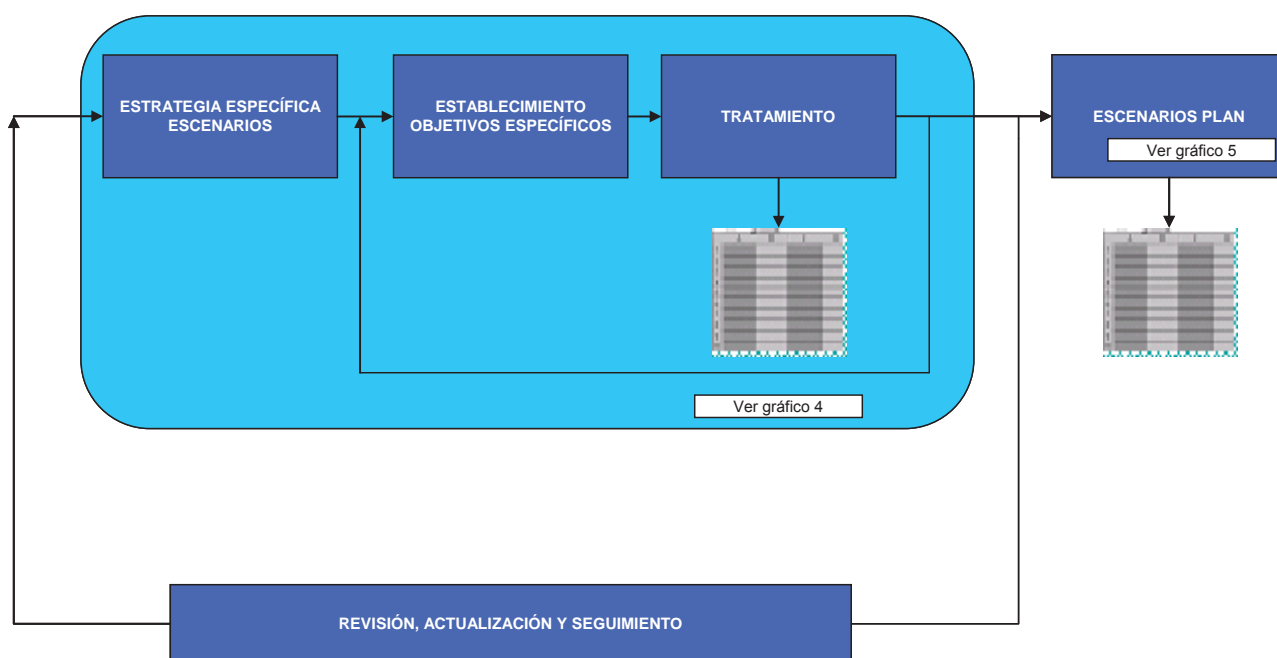 ESTRATEGIA ESPECÍFICA
ESCENARIOS
ESTABLECIMIENTO
OBJETIVOS ESPECÍFICOS
TRATAMIENTO
ESCENARIOS PLAN
Ver gráfico 5
Ver gráfico 4
REVISIÓN, ACTUALIZACIÓN Y SEGUIMIENTO